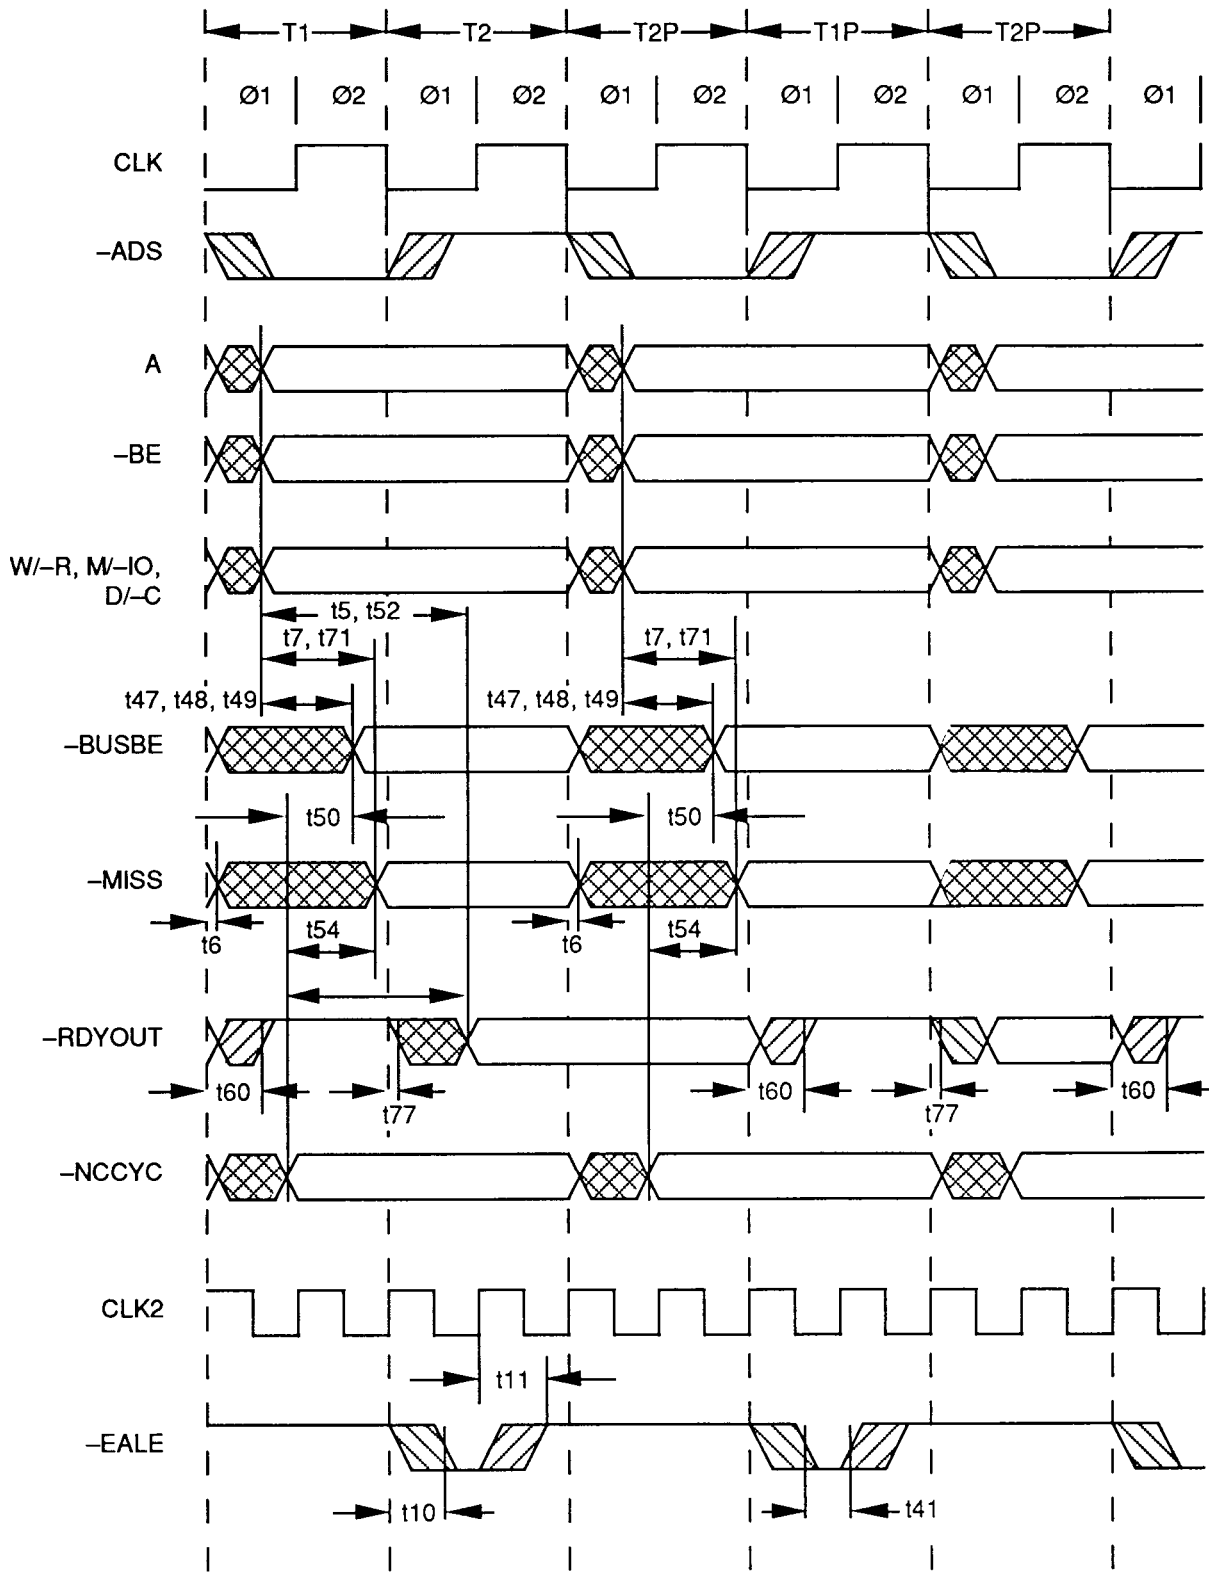 T1 T2 T2P T1P T2P
Ø1 Ø2 Ø1 Ø2 Ø1 Ø2 Ø1 Ø2 Ø1 Ø2 Ø1
CLK
–ADS
A
–BE
W/–R, M/–IO,
D/–C
t5, t52
t7, t71 t7, t71
t47, t48, t49 t47, t48, t49
–BUSBE
t50 t50
–MISS
t6 t54 t6 t54
–RDYOUT
t60 t77 t60 t77 t60
–NCCYC
CLK2
t11
–EALE
t10 t41